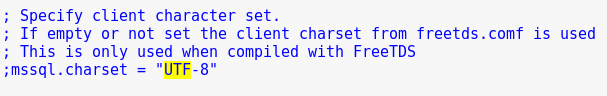 ; Specify client character set.
; If empty or not set the client charset from freetds.comf is used
; This is only used when compiled with FreeTDS
;mssql.charset = "UTF-8"